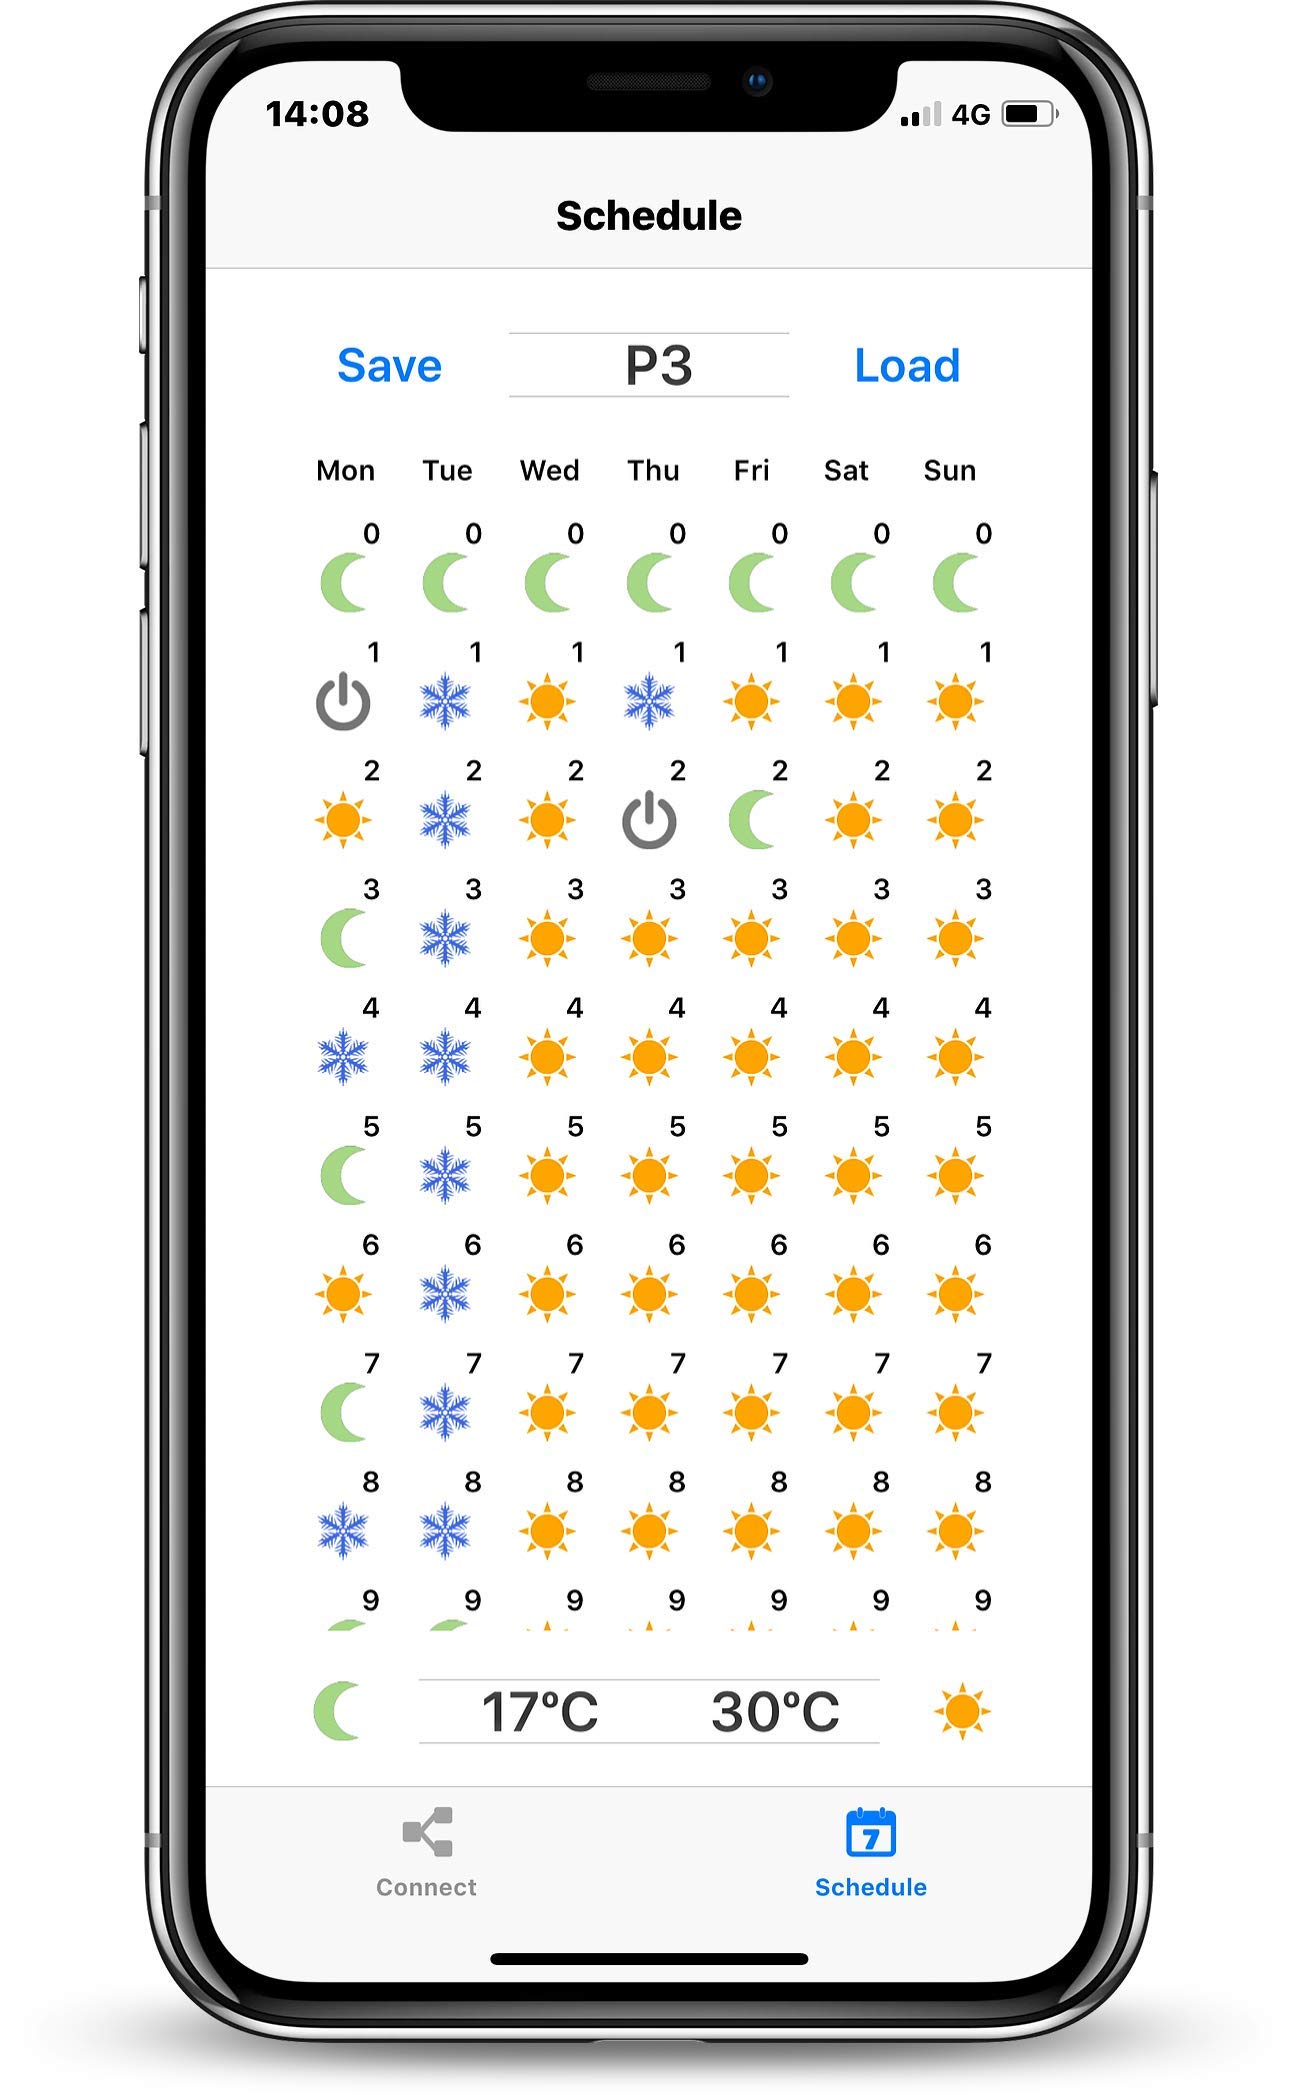 14:08 4G
Schedule
Save P3 Load
Mon Tue Wed Thu Fri Sat Sun
0 0 0 0 0 0 0
1 1 1 1 1 1 1
2 2 2 2 2 2 2
3 3 3 3 3 3 3
4 4 4 4 4 4 4
5 5 5 5 5 5 5
6 6 6 6 6 6 6
7 7 7 7 7 7 7
8 8 8 8 8 8 8
9 9 9 9 9 9 9
17ºC 30ºC
7
Connect Schedule